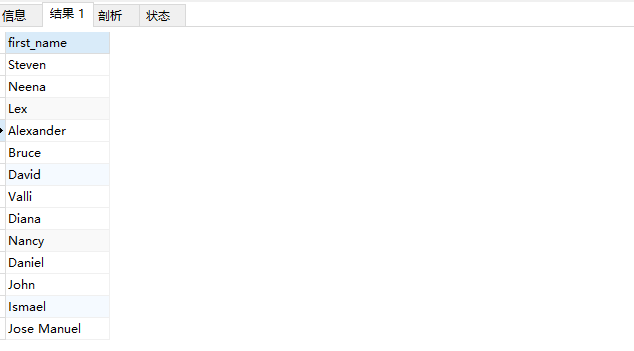 信息 结果 1 剖析 状态
first_name
Steven
Neena
Lex
Alexander
Bruce
David
Valli
Diana
Nancy
Daniel
John
Ismael
Jose Manuel